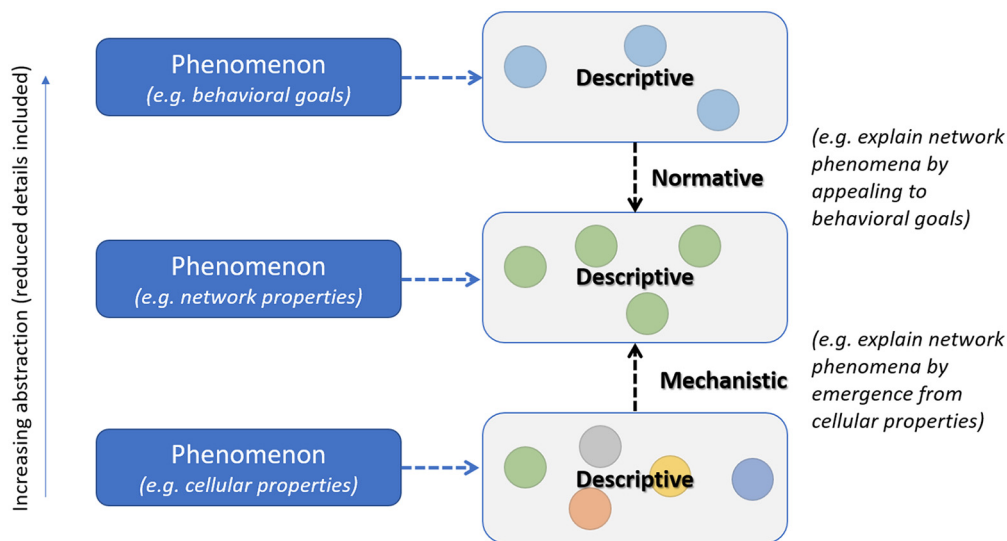 Increasing abstraction (reduced details included)
Phenomenon
(e.g. behavioral goals)
Descriptive
Normative
(e.g. explain network
phenomena by
appealing to
behavioral goals)
Phenomenon
(e.g. network properties)
Descriptive
Mechanistic
(e.g. explain network
phenomena by
emergence from
cellular properties)
Phenomenon
(e.g. cellular properties)
Descriptive